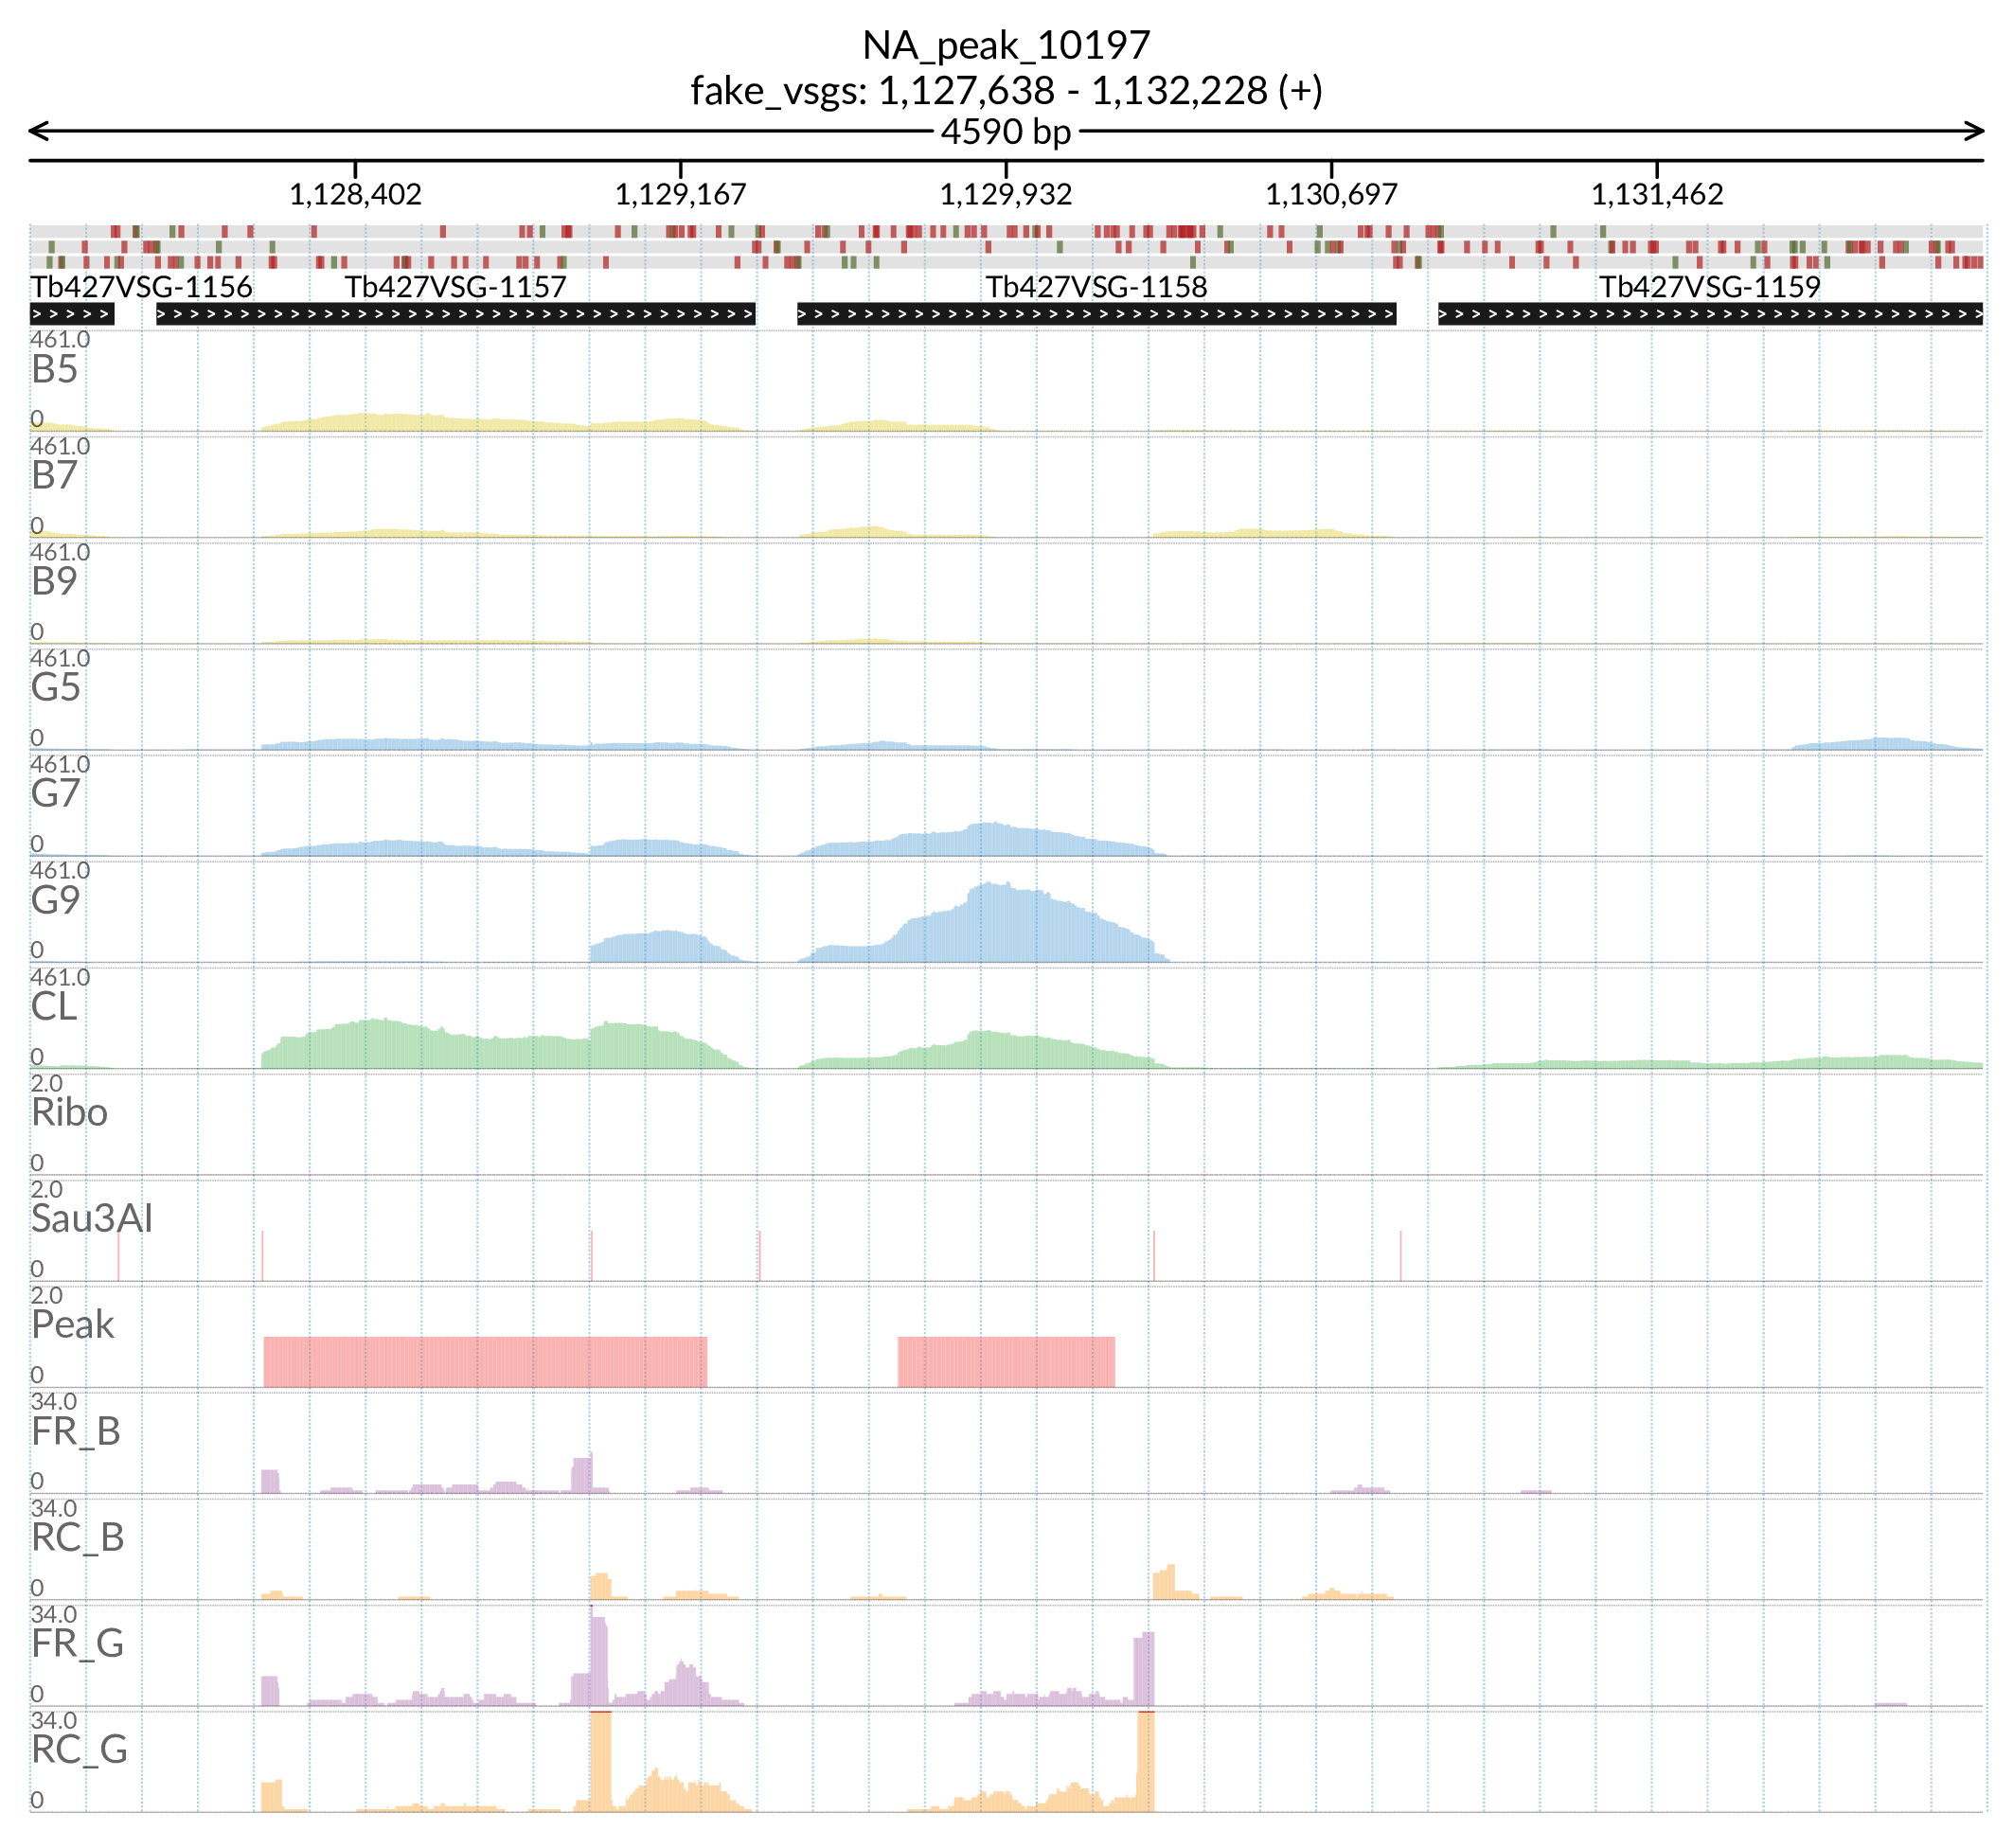 NA_peak_10197
fake_vsgs: 1,127,638 - 1,132,228 (+)
4590 bp
1,128,402 1,129,167 1,129,932 1,130,697 1,131,462
Tb427VSG-1156 Tb427VSG-1157 Tb427VSG-1158 Tb427VSG-1159
461.0
B5
0
461.0
B7
0
461.0
B9
0
461.0
G5
0
461.0
G7
0
461.0
G9
0
461.0
CL
0
2.0
Ribo
0
2.0
Sau3AI
0
2.0
Peak
0
34.0
FR_B
0
34.0
RC_B
0
34.0
FR_G
0
34.0
RC_G
0